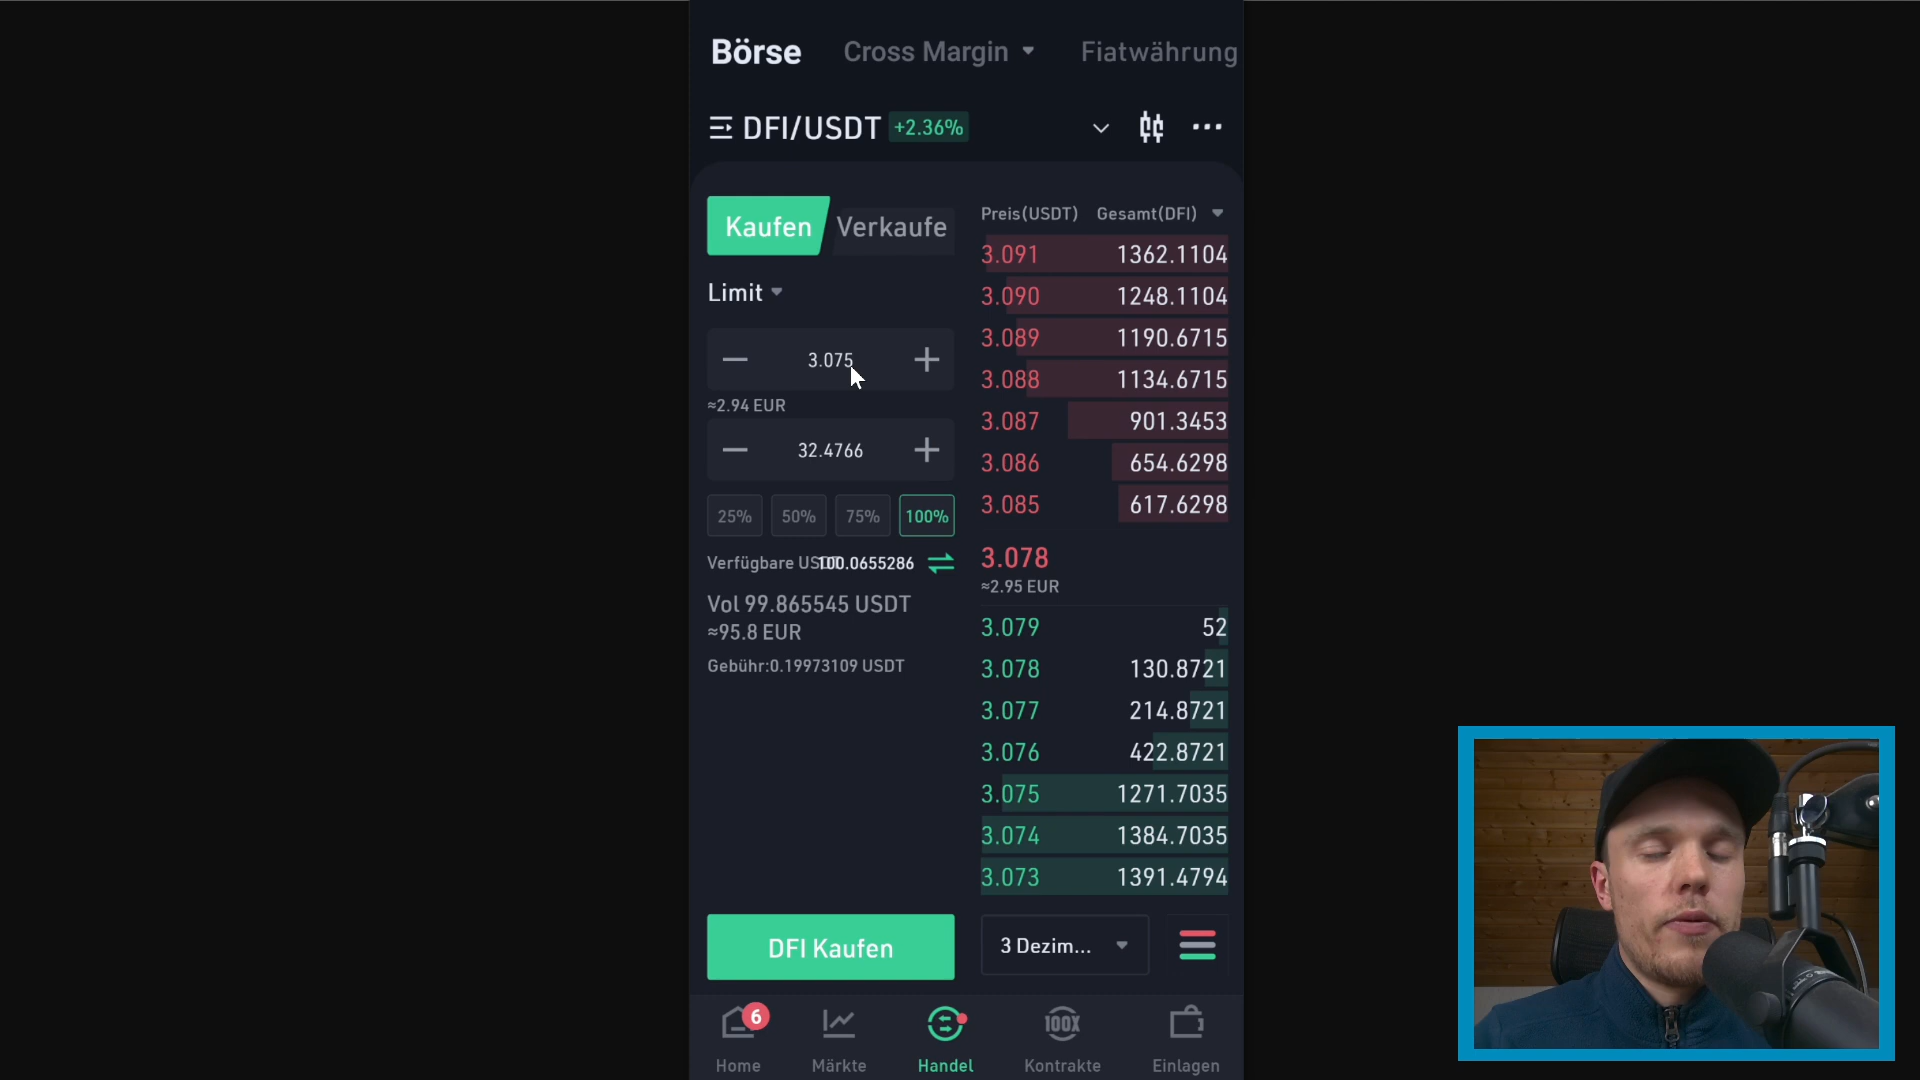 Börse Cross Margin Fiatwährung
DFI/USDT +2.36%
Kaufen Verkaufe
Limit
3.075
≈2.94 EUR
32.4766
25% 50% 75% 100%
Verfügbare USDT 100.0655286
Vol 99.865545 USDT
≈95.8 EUR
Gebühr:0.19973109 USDT
DFI Kaufen
Preis(USDT) Gesamt(DFI)
3.091 1362.1104
3.090 1248.1104
3.089 1190.6715
3.088 1134.6715
3.087 901.3453
3.086 654.6298
3.085 617.6298
3.078
≈2.95 EUR
3.079 52
3.078 130.8721
3.077 214.8721
3.076 422.8721
3.075 1271.7035
3.074 1384.7035
3.073 1391.4794
3 Dezim...
6
100X
Home Märkte Handel Kontrakte Einlagen